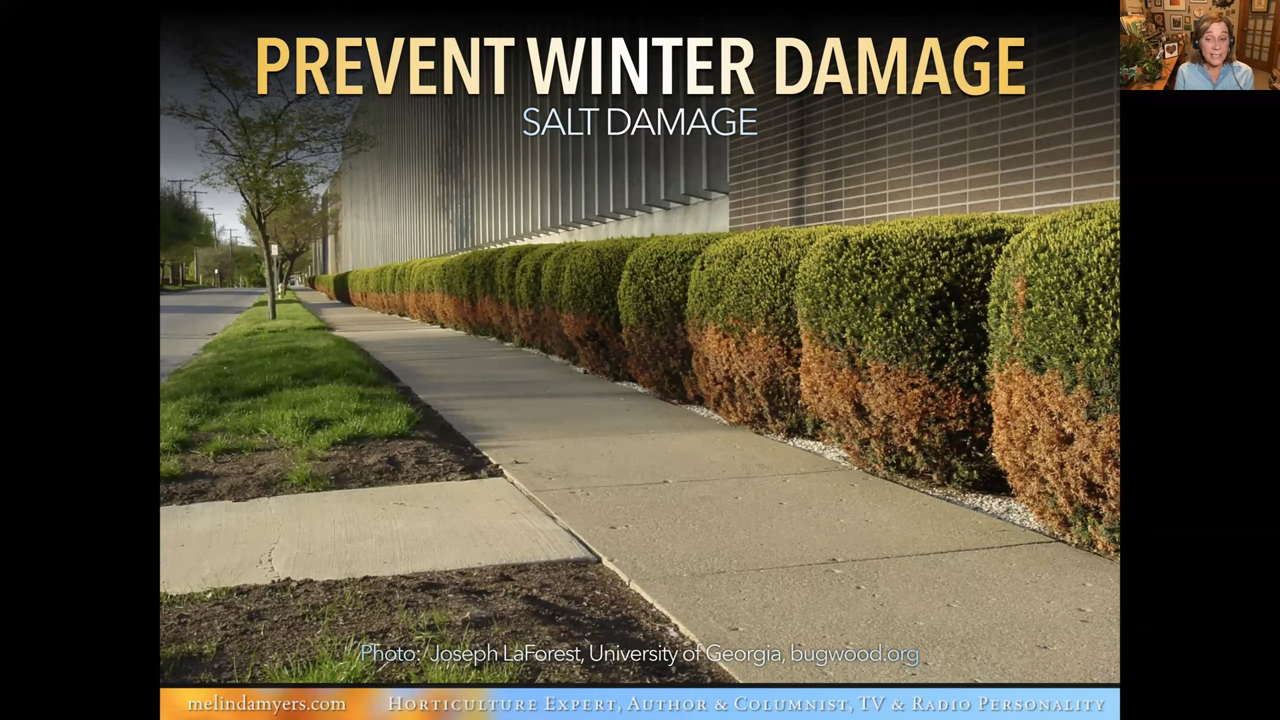 PREVENT WINTER DAMAGE
SALT DAMAGE
Photo: Joseph LaForest, University of Georgia, bugwood.org
melindamyers.com HORTICULTURE EXPERT, AUTHOR & COLUMNIST, TV & RADIO PERSONALITY